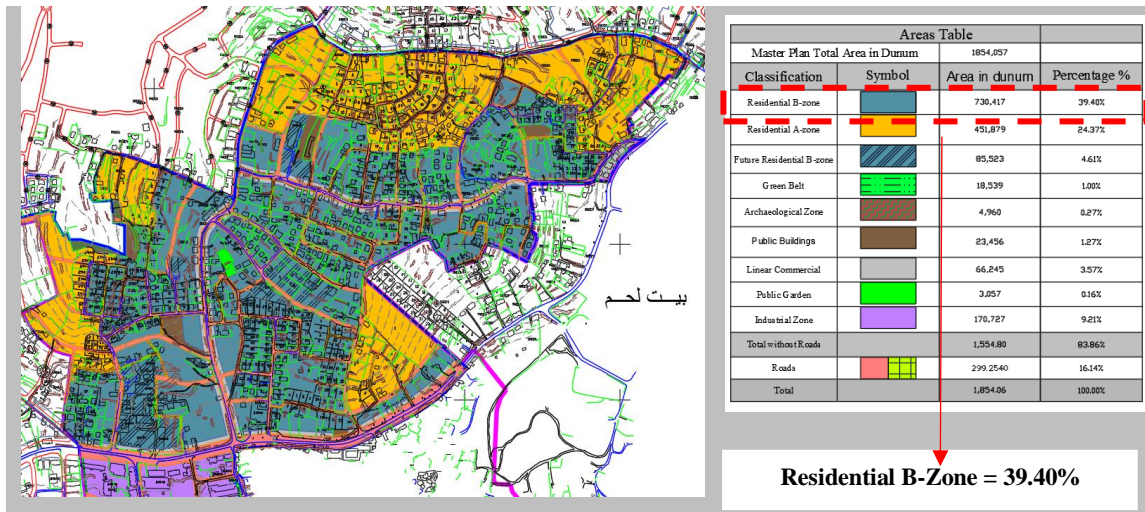 بيــت لحــم
Areas Table
Master Plan Total Area in Dunum 1854,057
Classification Symbol Area in dunum Percentage %
Residential B-zone 730,417 39.40%
Residential A-zone 451,879 24.37%
Future Residential B-zone 85,523 4.61%
Green Belt 18,539 1.00%
Archaeological Zone 4,960 0.27%
Public Buildings 23,456 1.27%
Linear Commercial 66,245 3.57%
Public Garden 3,057 0.16%
Industrial Zone 170,727 9.21%
Total without Roads 1,554.80 83.86%
Roads 299.2540 16.14%
Total 1,854.06 100.00%
Residential B-Zone = 39.40%